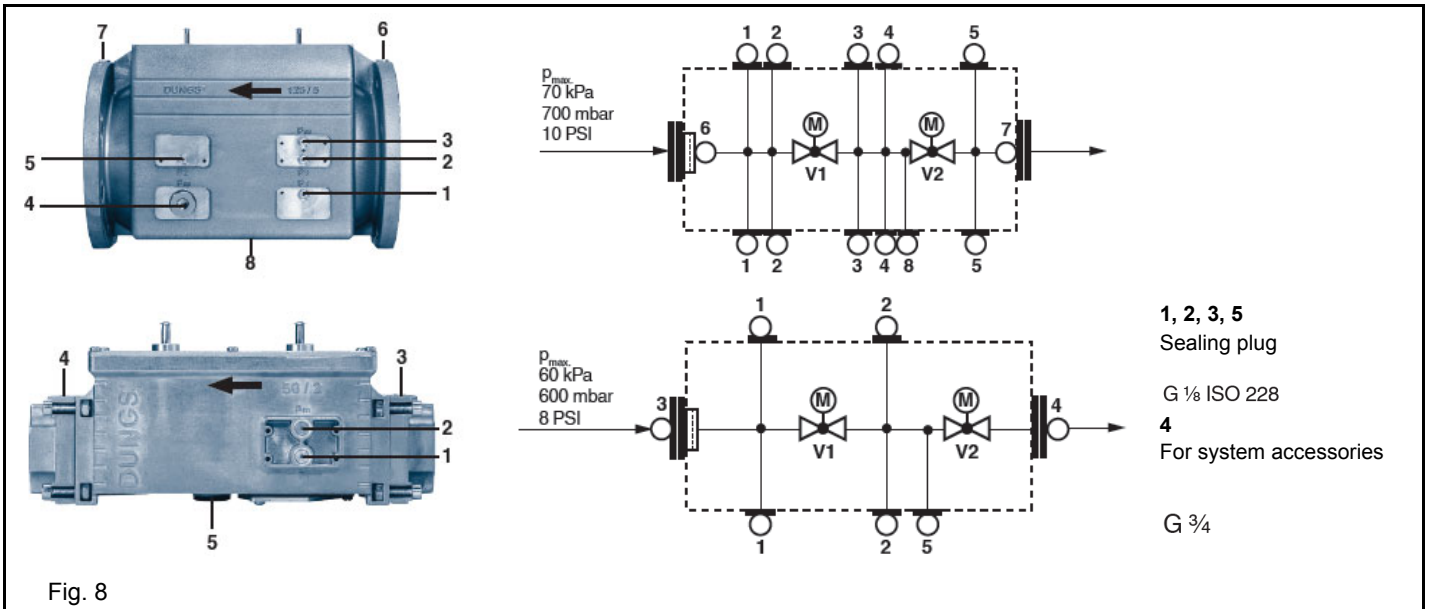 7
6
DUNGS
125 / 5
3
2
5
1
4
8
1 2 3 4 5
pmax.
70 kPa
700 mbar
10 PSI
6
M
M
7
V1
V2
1 2 3 4 8 5
4
3
50 / 3
DUNGS
2
1
5
1 2
pmax.
60 kPa
600 mbar
8 PSI
3
M
M
4
V1
V2
1 2 5
1, 2, 3, 5
Sealing plug
G ⅛ ISO 228
4
For system accessories
G ¾
Fig. 8